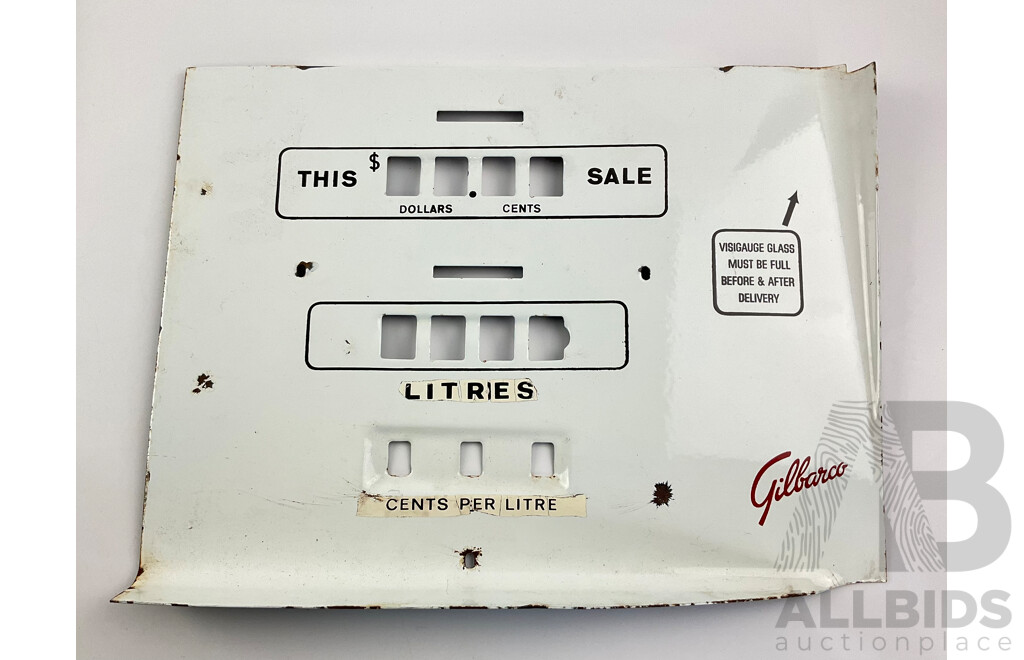 THIS $ . SALE
DOLLARS CENTS
VISIGAUGE GLASS
MUST BE FULL
BEFORE & AFTER
DELIVERY
LITRES
CENTS PER LITRE
Gilbarco
AB
ALLBIDS
auctionplace